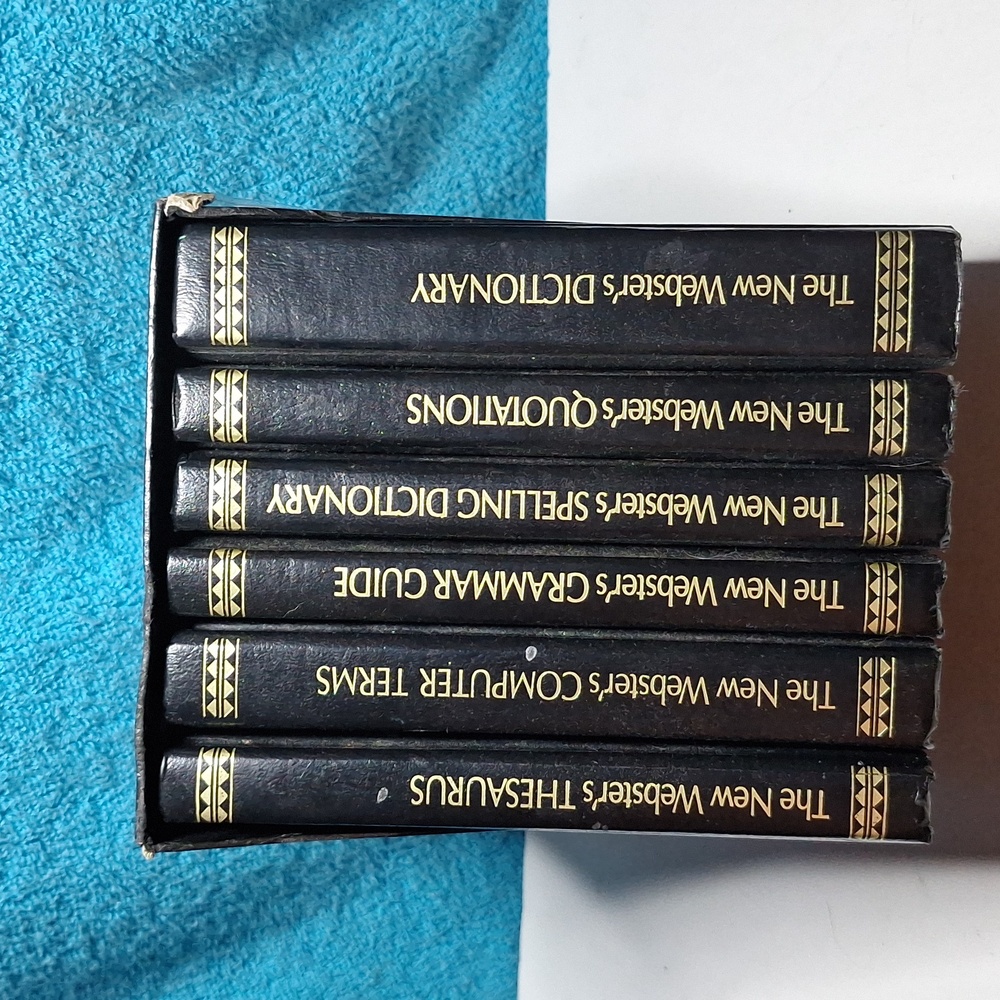 The New Webster's DICTIONARY
The New Webster's QUOTATIONS
The New Webster's SPELLING DICTIONARY
The New Webster's GRAMMAR GUIDE
The New Webster's COMPUTER TERMS
The New Webster's THESAURUS